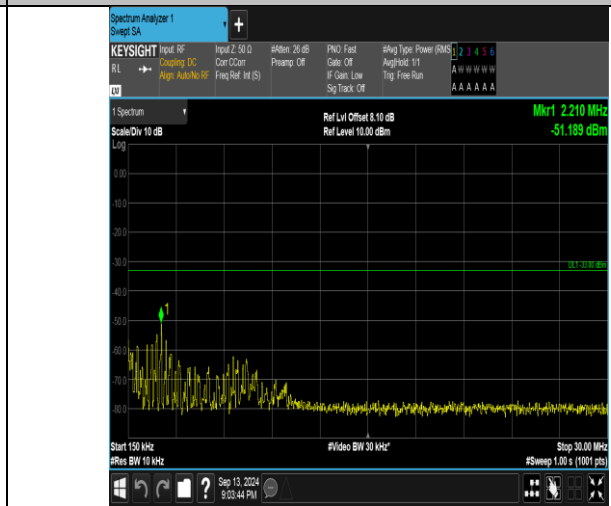 Spectrum Analyzer 1
Swept SA
+
KEYSIGHT Input: RF Input Z: 50 Ω #Atten: 26 dB PNO: Fast #Avg Type: Power (RMS 1 2 3 4 5 6
RL Coupling: DC Corr CCorr Preamp: Off Gate: Off Avg|Hold: 1/1 A W W W W W
Align: Auto/No RF Freq Ref: Int (S) IF Gain: Low Trig: Free Run
Sig Track: Off A A A A A A
LXI
1 Spectrum Ref Lvl Offset 8.10 dB Mkr1 2.210 MHz
Scale/Div 10 dB Ref Level 10.00 dBm -51.189 dBm
Log
0.00
-10.0
-20.0
-30.0
DL1 -33.00 dBm
-40.0
1
-50.0
-60.0
-70.0
-80.0
Start 150 kHz #Video BW 30 kHz* Stop 30.00 MHz
#Res BW 10 kHz #Sweep 1.00 s (1001 pts)
? Sep 13, 2024
9:03:44 PM